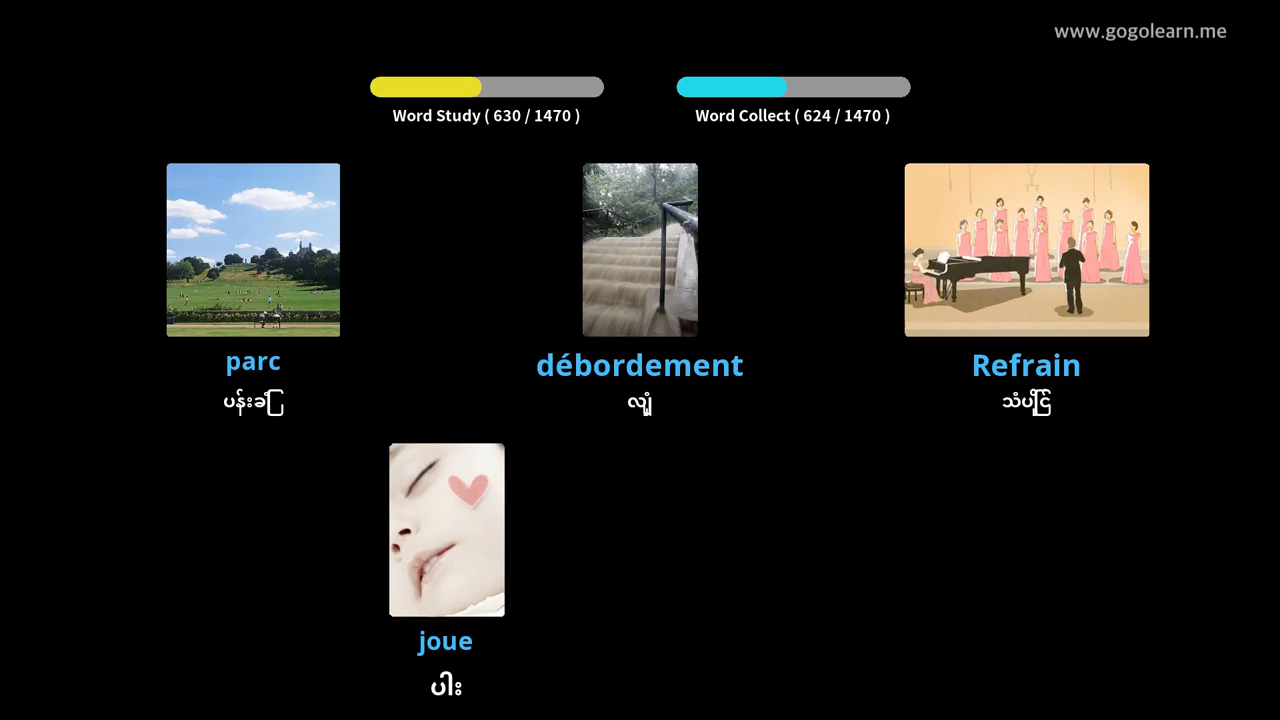 www.gogolearn.me
Word Study ( 630 / 1470 )
Word Collect ( 624 / 1470 )
parc
débordement
Refrain
ပန်းခြံ
လျှံ
သံပြိုင်
joue
ပါး